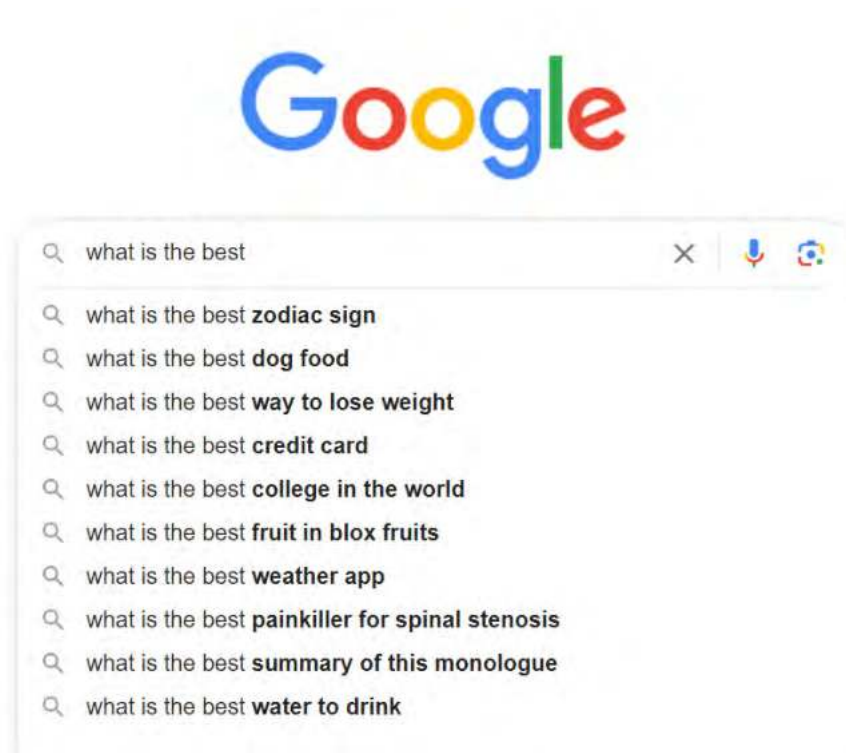 Google
what is the best
what is the best zodiac sign
what is the best dog food
what is the best way to lose weight
what is the best credit card
what is the best college in the world
what is the best fruit in blox fruits
what is the best weather app
what is the best painkiller for spinal stenosis
what is the best summary of this monologue
what is the best water to drink